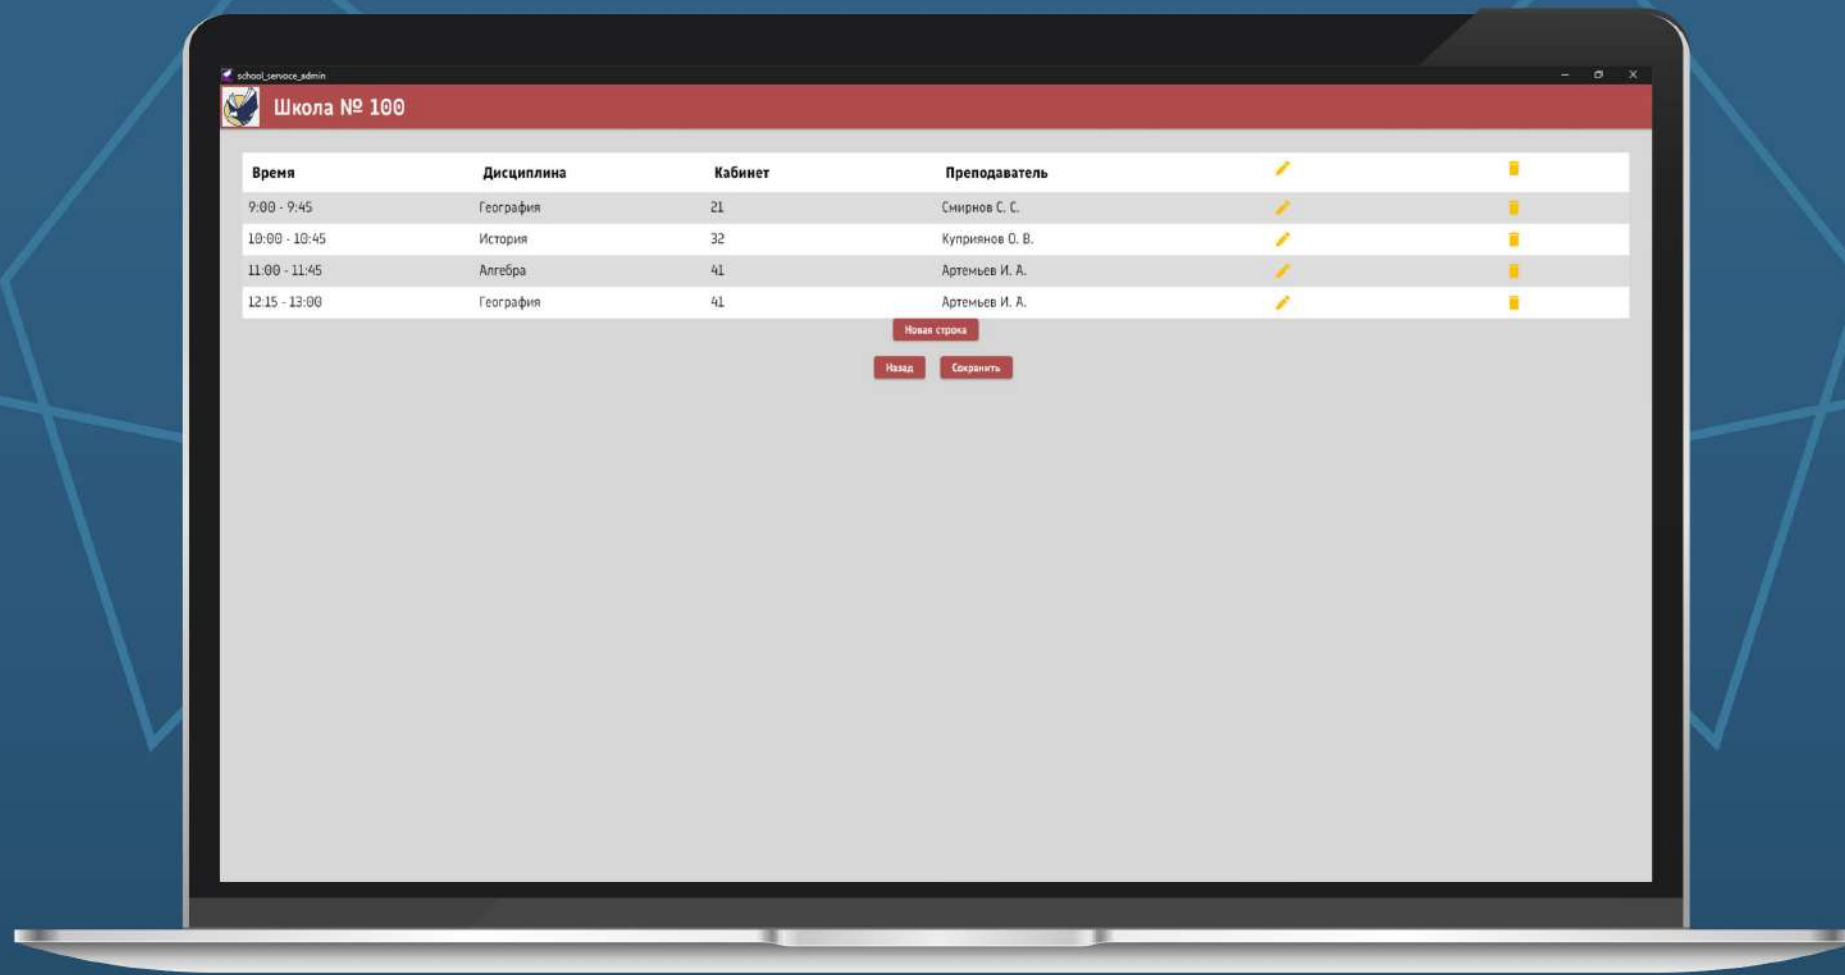 school_servoce_admin
Школа № 100
Время Дисциплина Кабинет Преподаватель
9:00 - 9:45 География 21 Смирнов С. С.
10:00 - 10:45 История 32 Куприянов О. В.
11:00 - 11:45 Алгебра 41 Артемьев И. А.
12:15 - 13:00 География 41 Артемьев И. А.
Новая строка
Назад Сохранить